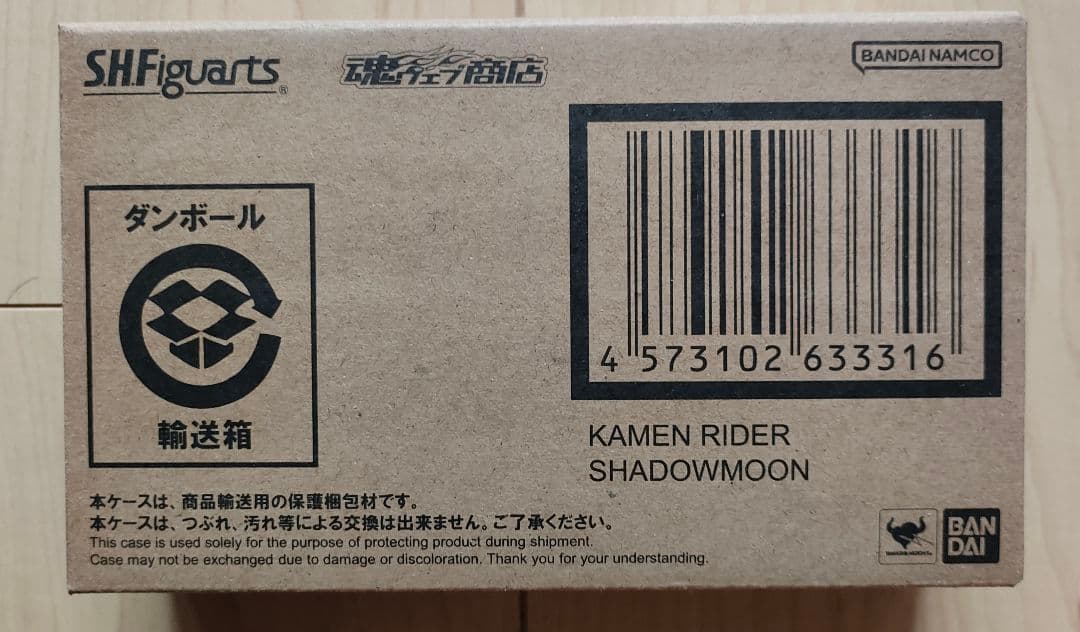 S.H.Figuarts®
魂ウェブ商店
BANDAI NAMCO
ダンボール
輸送箱
4 573102 633316
KAMEN RIDER
SHADOWMOON
本ケースは、商品輸送用の保護梱包材です。
本ケースは、つぶれ、汚れ等による交換は出来ません。ご了承ください。
This case is used solely for the purpose of protecting product during shipment.
Case may not be exchanged due to damage or discoloration. Thank you for your understanding.
BAN
DAI